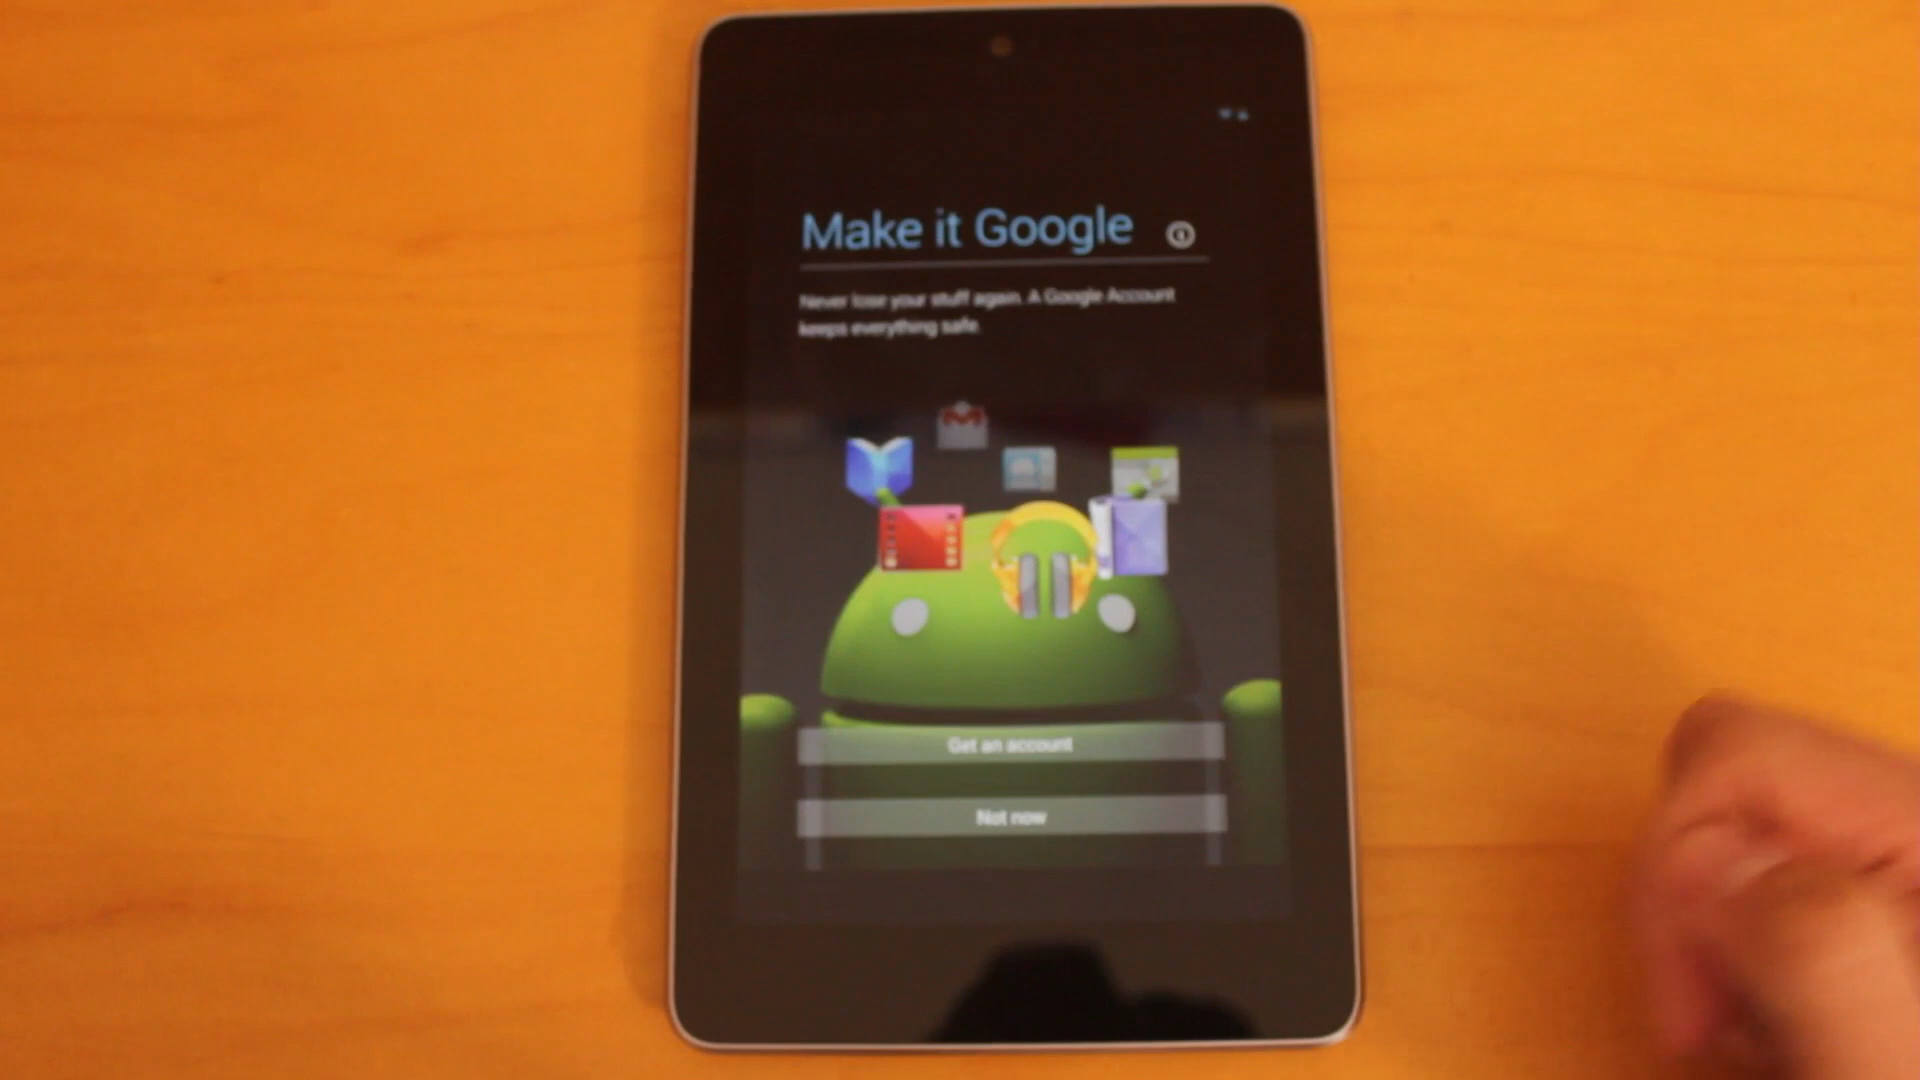 Make it Google
Never lose your stuff again. A Google Account
keeps everything safe.
Get an account
Not now